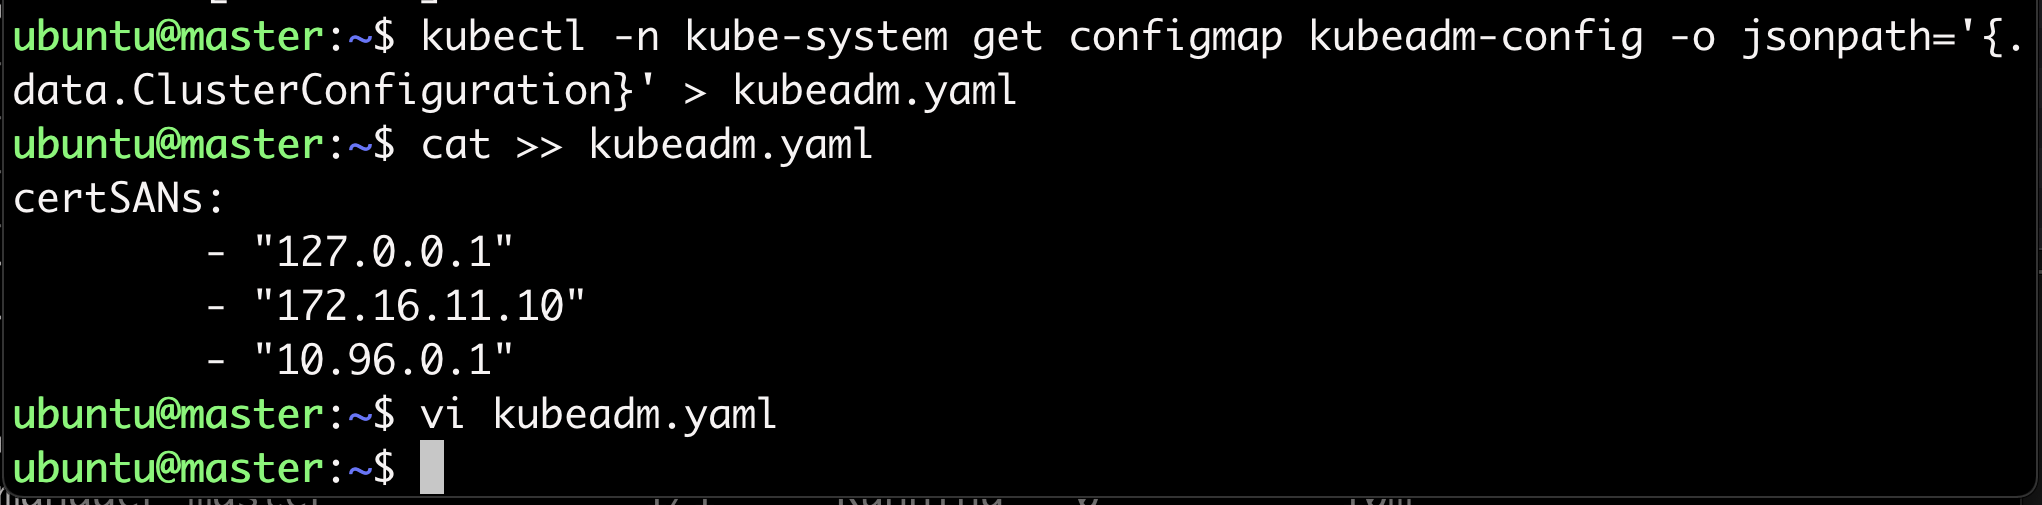 ubuntu@master:~$ kubectl -n kube-system get configmap kubeadm-config -o jsonpath='{.
data.ClusterConfiguration}' > kubeadm.yaml
ubuntu@master:~$ cat >> kubeadm.yaml
certSANs:
        - "127.0.0.1"
        - "172.16.11.10"
        - "10.96.0.1"
ubuntu@master:~$ vi kubeadm.yaml
ubuntu@master:~$